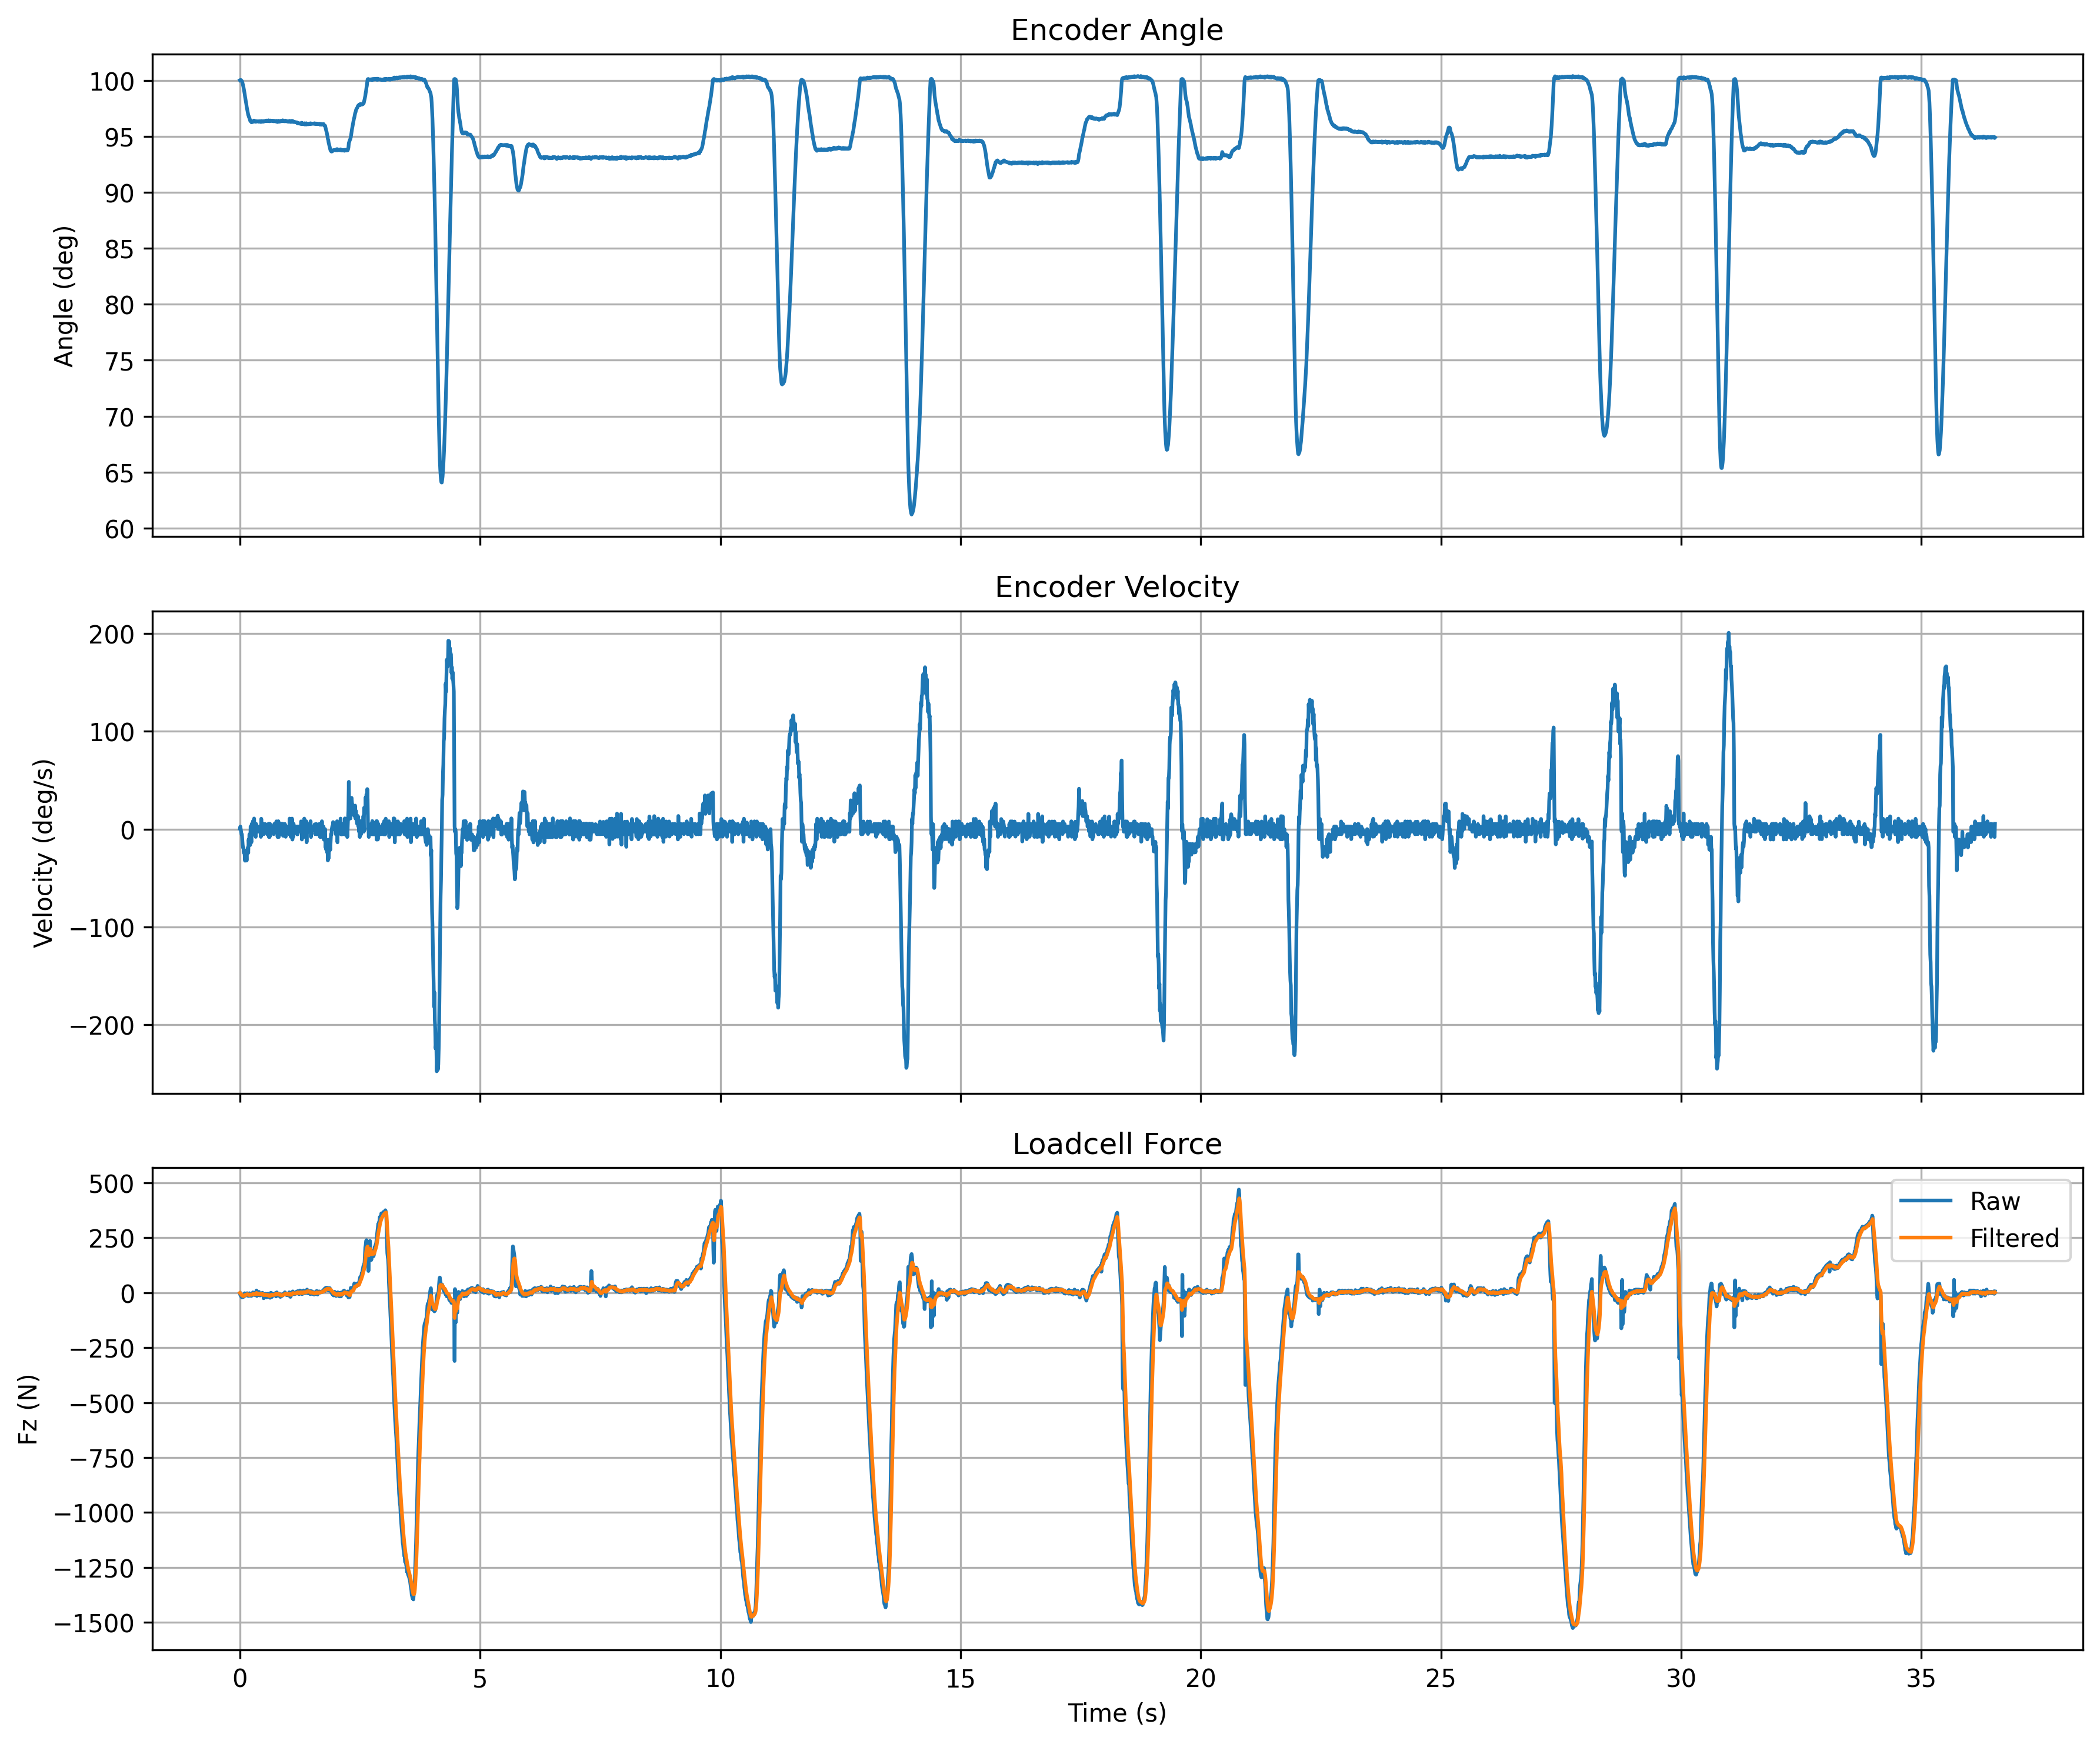 Encoder Angle
100
95
90
85
80
75
70
65
60
Angle (deg)
Encoder Velocity
200
100
0
−100
−200
Velocity (deg/s)
Loadcell Force
500
250
0
−250
−500
−750
−1000
−1250
−1500
Fz (N)
Raw
Filtered
0 5 10 15 20 25 30 35
Time (s)